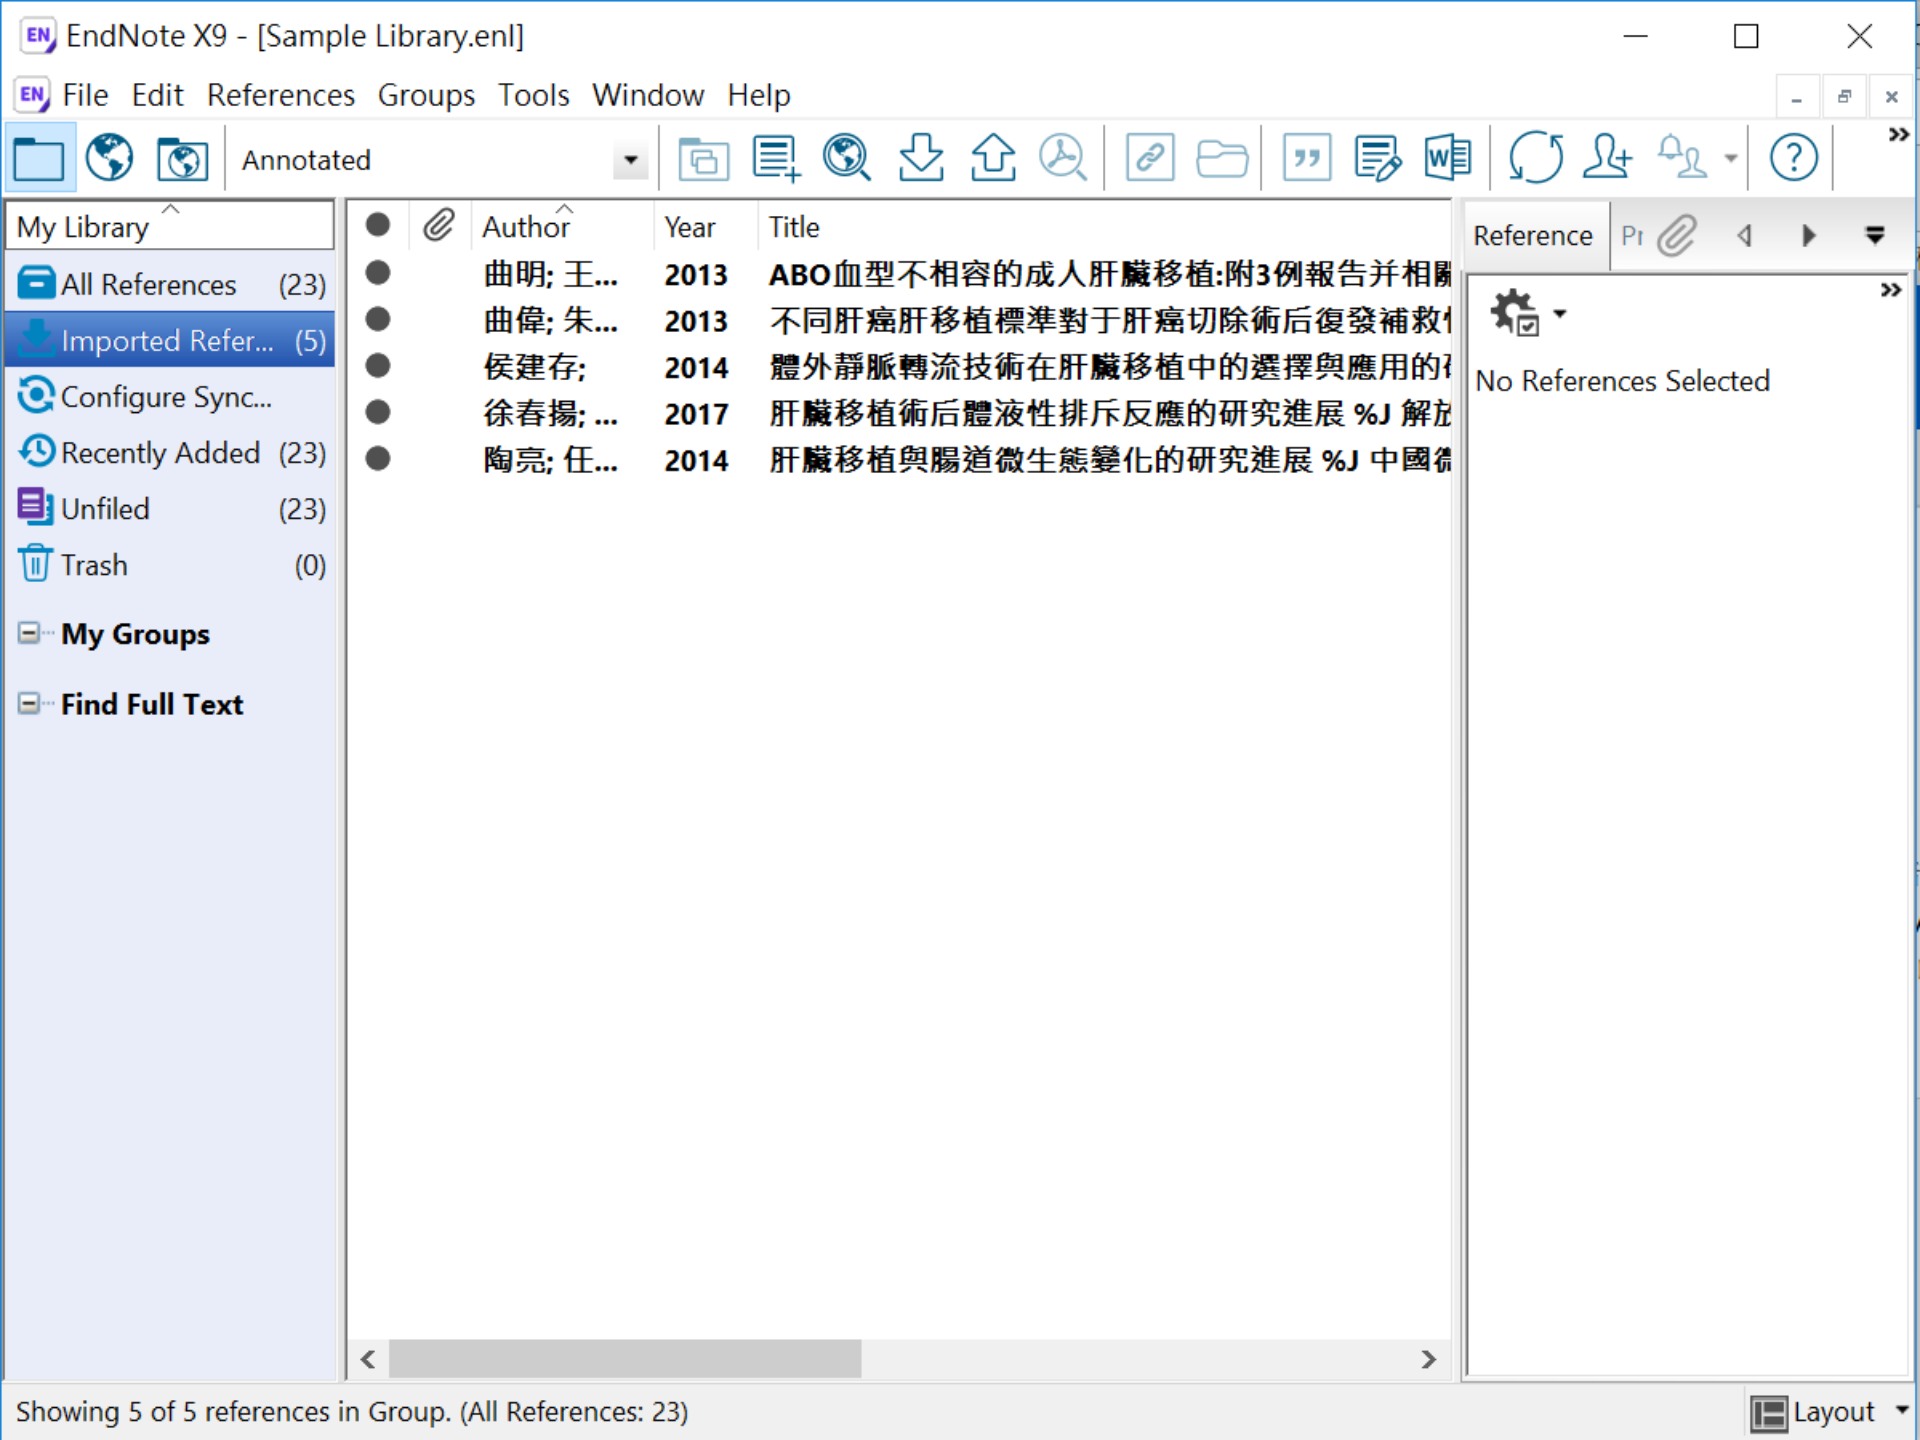 EN EndNote X9 - [Sample Library.enl]
EN File Edit References Groups Tools Window Help
Annotated
My Library
All References (23)
Imported Refer... (5)
Configure Sync...
Recently Added (23)
Unfiled (23)
Trash (0)
My Groups
Find Full Text
Author Year Title
曲明; 王... 2013 ABO血型不相容的成人肝臟移植:附3例報告并相關
曲偉; 朱... 2013 不同肝癌肝移植標準對于肝癌切除術后復發補救性
侯建存; 2014 體外靜脈轉流技術在肝臟移植中的選擇與應用的研
徐春揚; ... 2017 肝臟移植術后體液性排斥反應的研究進展 %J 解放
陶亮; 任... 2014 肝臟移植與腸道微生態變化的研究進展 %J 中國微
Reference Pr
No References Selected
Showing 5 of 5 references in Group. (All References: 23)
Layout